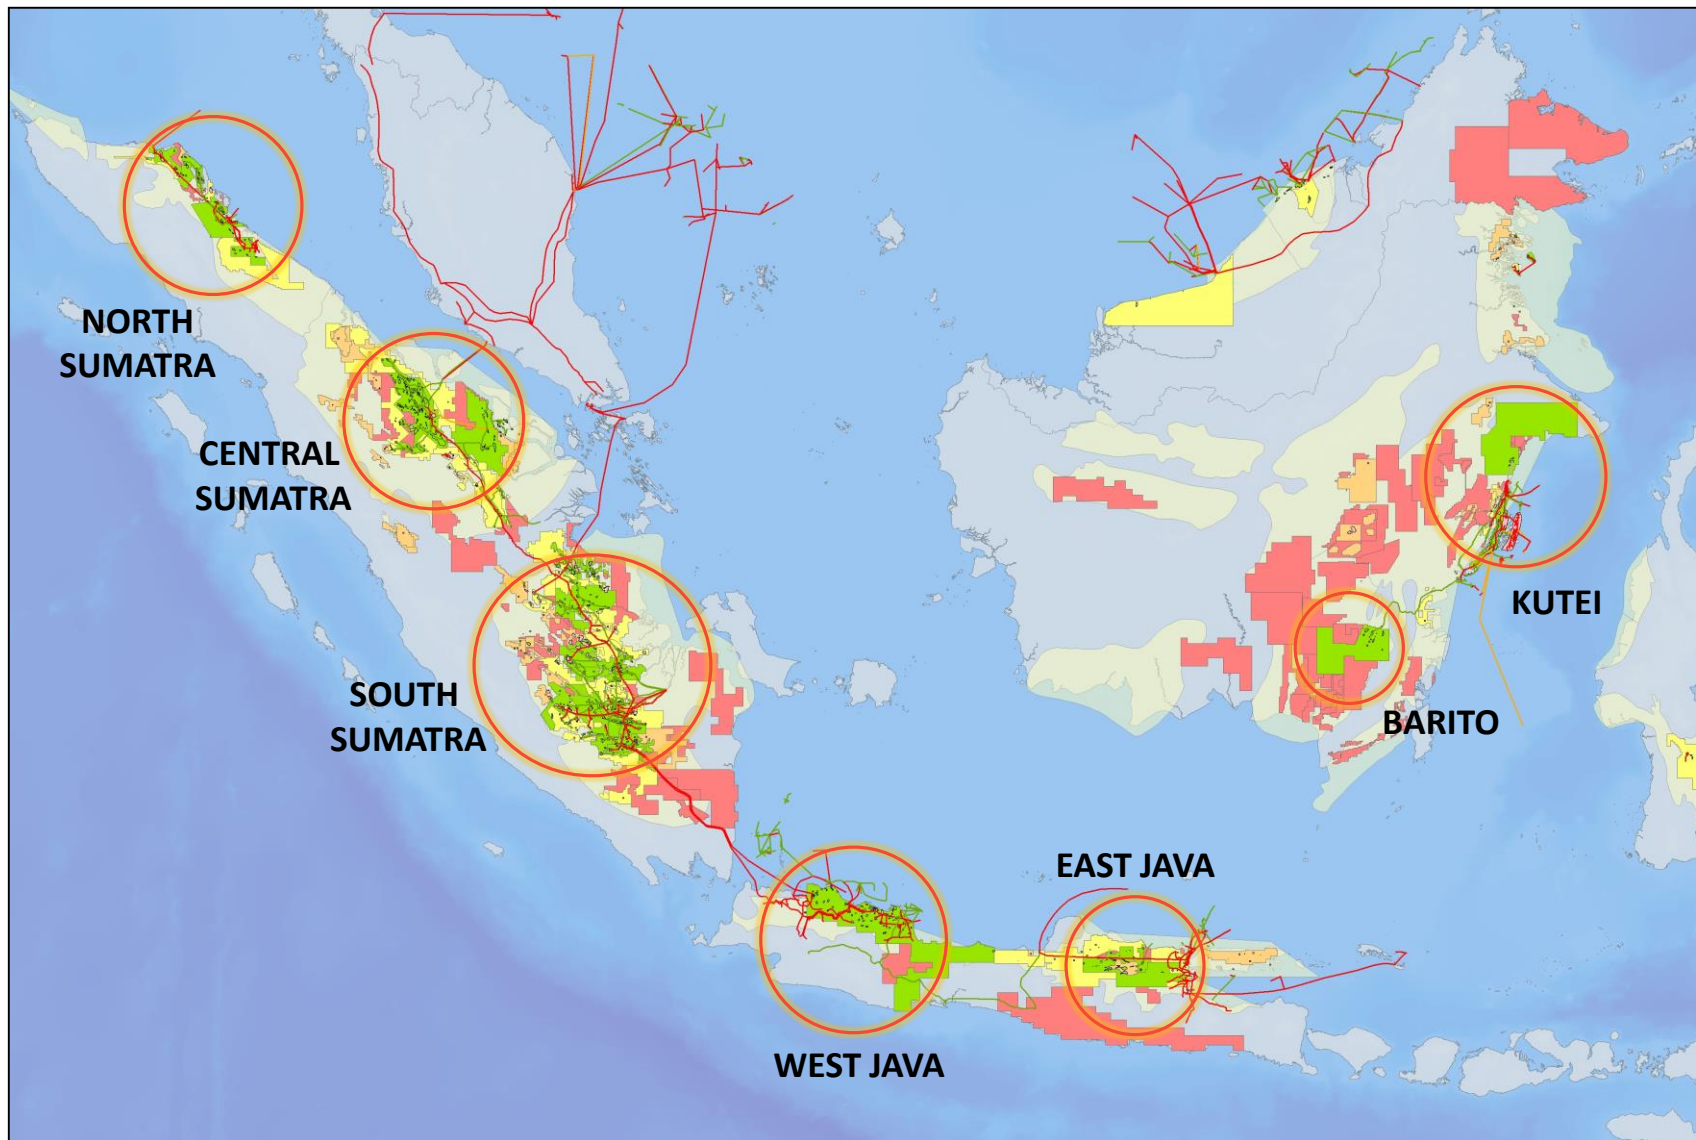 NORTH
SUMATRA
CENTRAL
SUMATRA
SOUTH
SUMATRA
WEST JAVA
EAST JAVA
KUTEI
BARITO